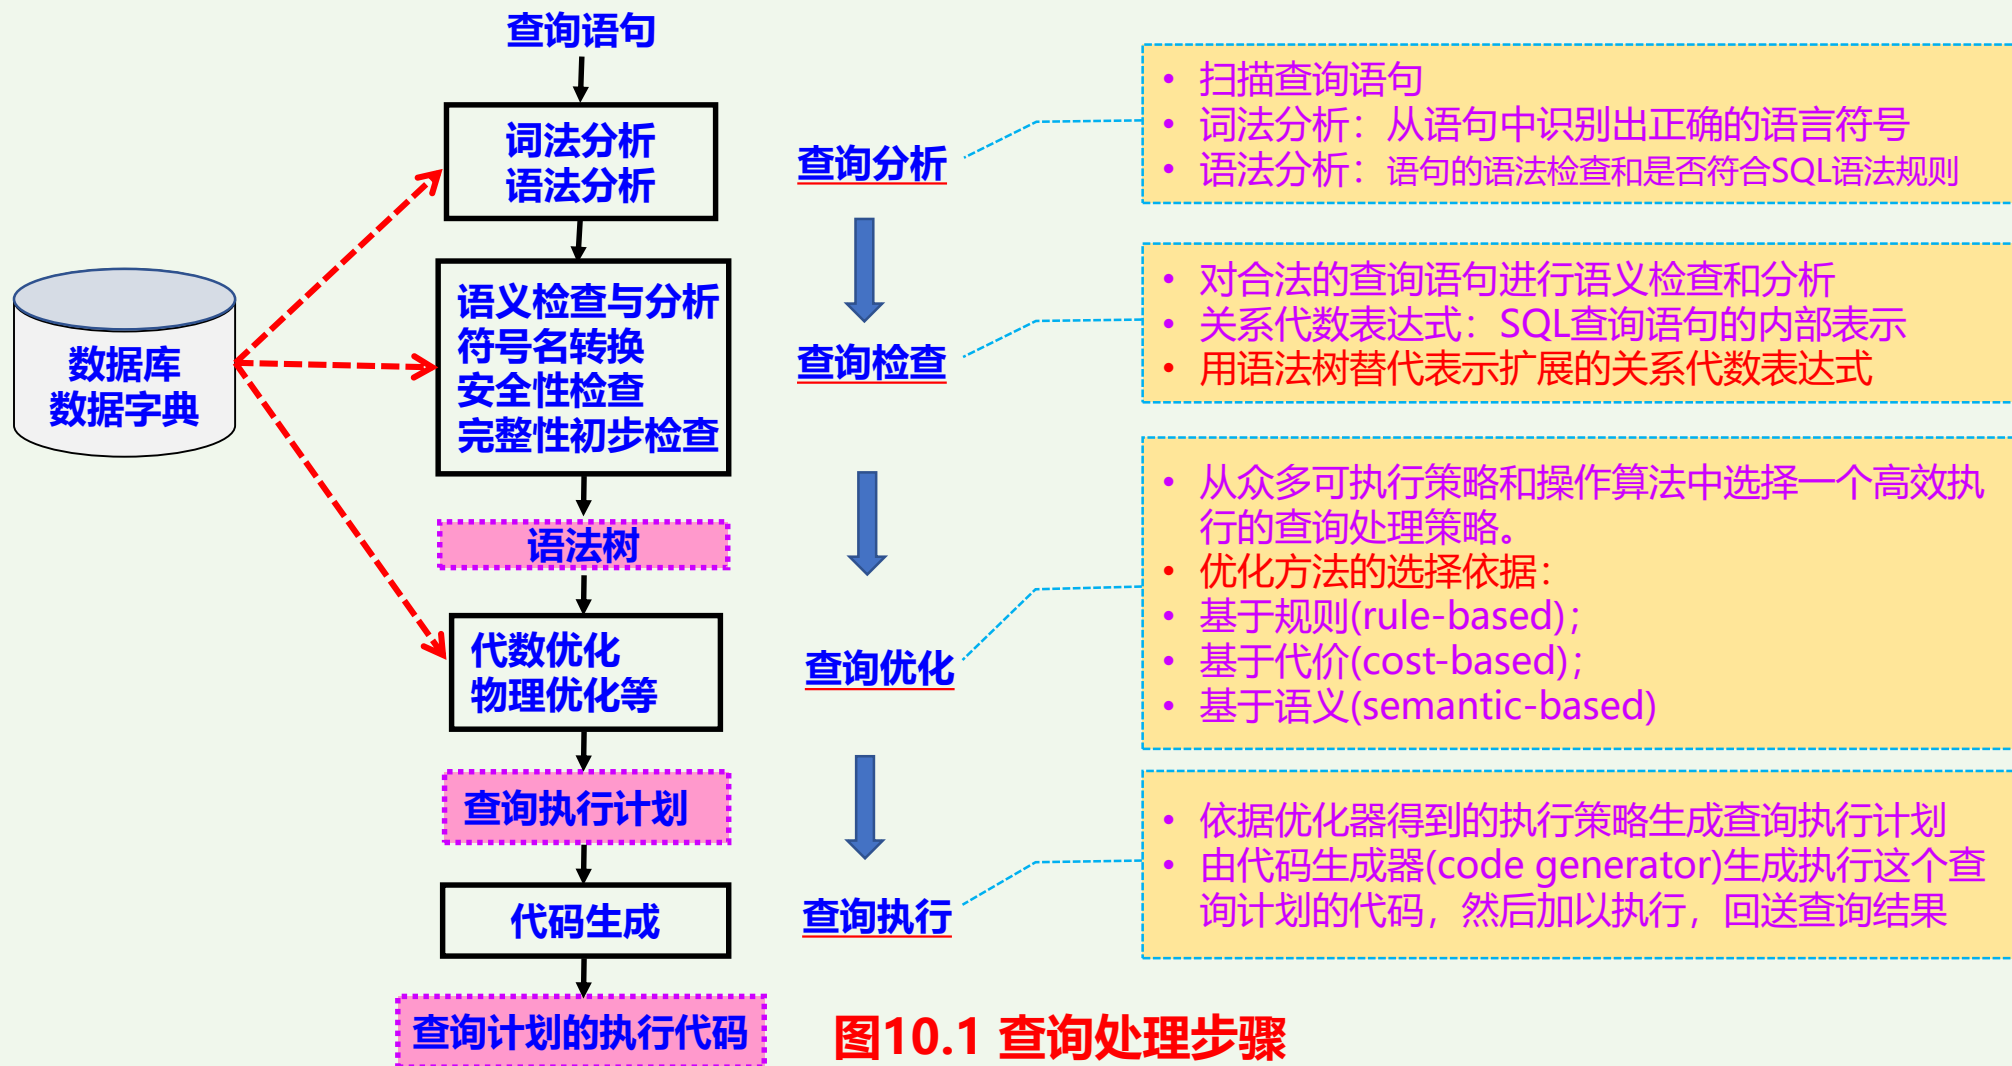 查询语句
词法分析
语法分析
语义检查与分析
符号名转换
安全性检查
完整性初步检查
语法树
代数优化
物理优化等
查询执行计划
代码生成
查询计划的执行代码
数据库
数据字典
查询分析
查询检查
查询优化
查询执行
• 扫描查询语句
• 词法分析：从语句中识别出正确的语言符号
• 语法分析：语句的语法检查和是否符合SQL语法规则
• 对合法的查询语句进行语义检查和分析
• 关系代数表达式：SQL查询语句的内部表示
• 用语法树替代表示扩展的关系代数表达式
• 从众多可执行策略和操作算法中选择一个高效执
行的查询处理策略。
• 优化方法的选择依据：
• 基于规则(rule-based)；
• 基于代价(cost-based)；
• 基于语义(semantic-based)
• 依据优化器得到的执行策略生成查询执行计划
• 由代码生成器(code generator)生成执行这个查
询计划的代码，然后加以执行，回送查询结果
图10.1 查询处理步骤